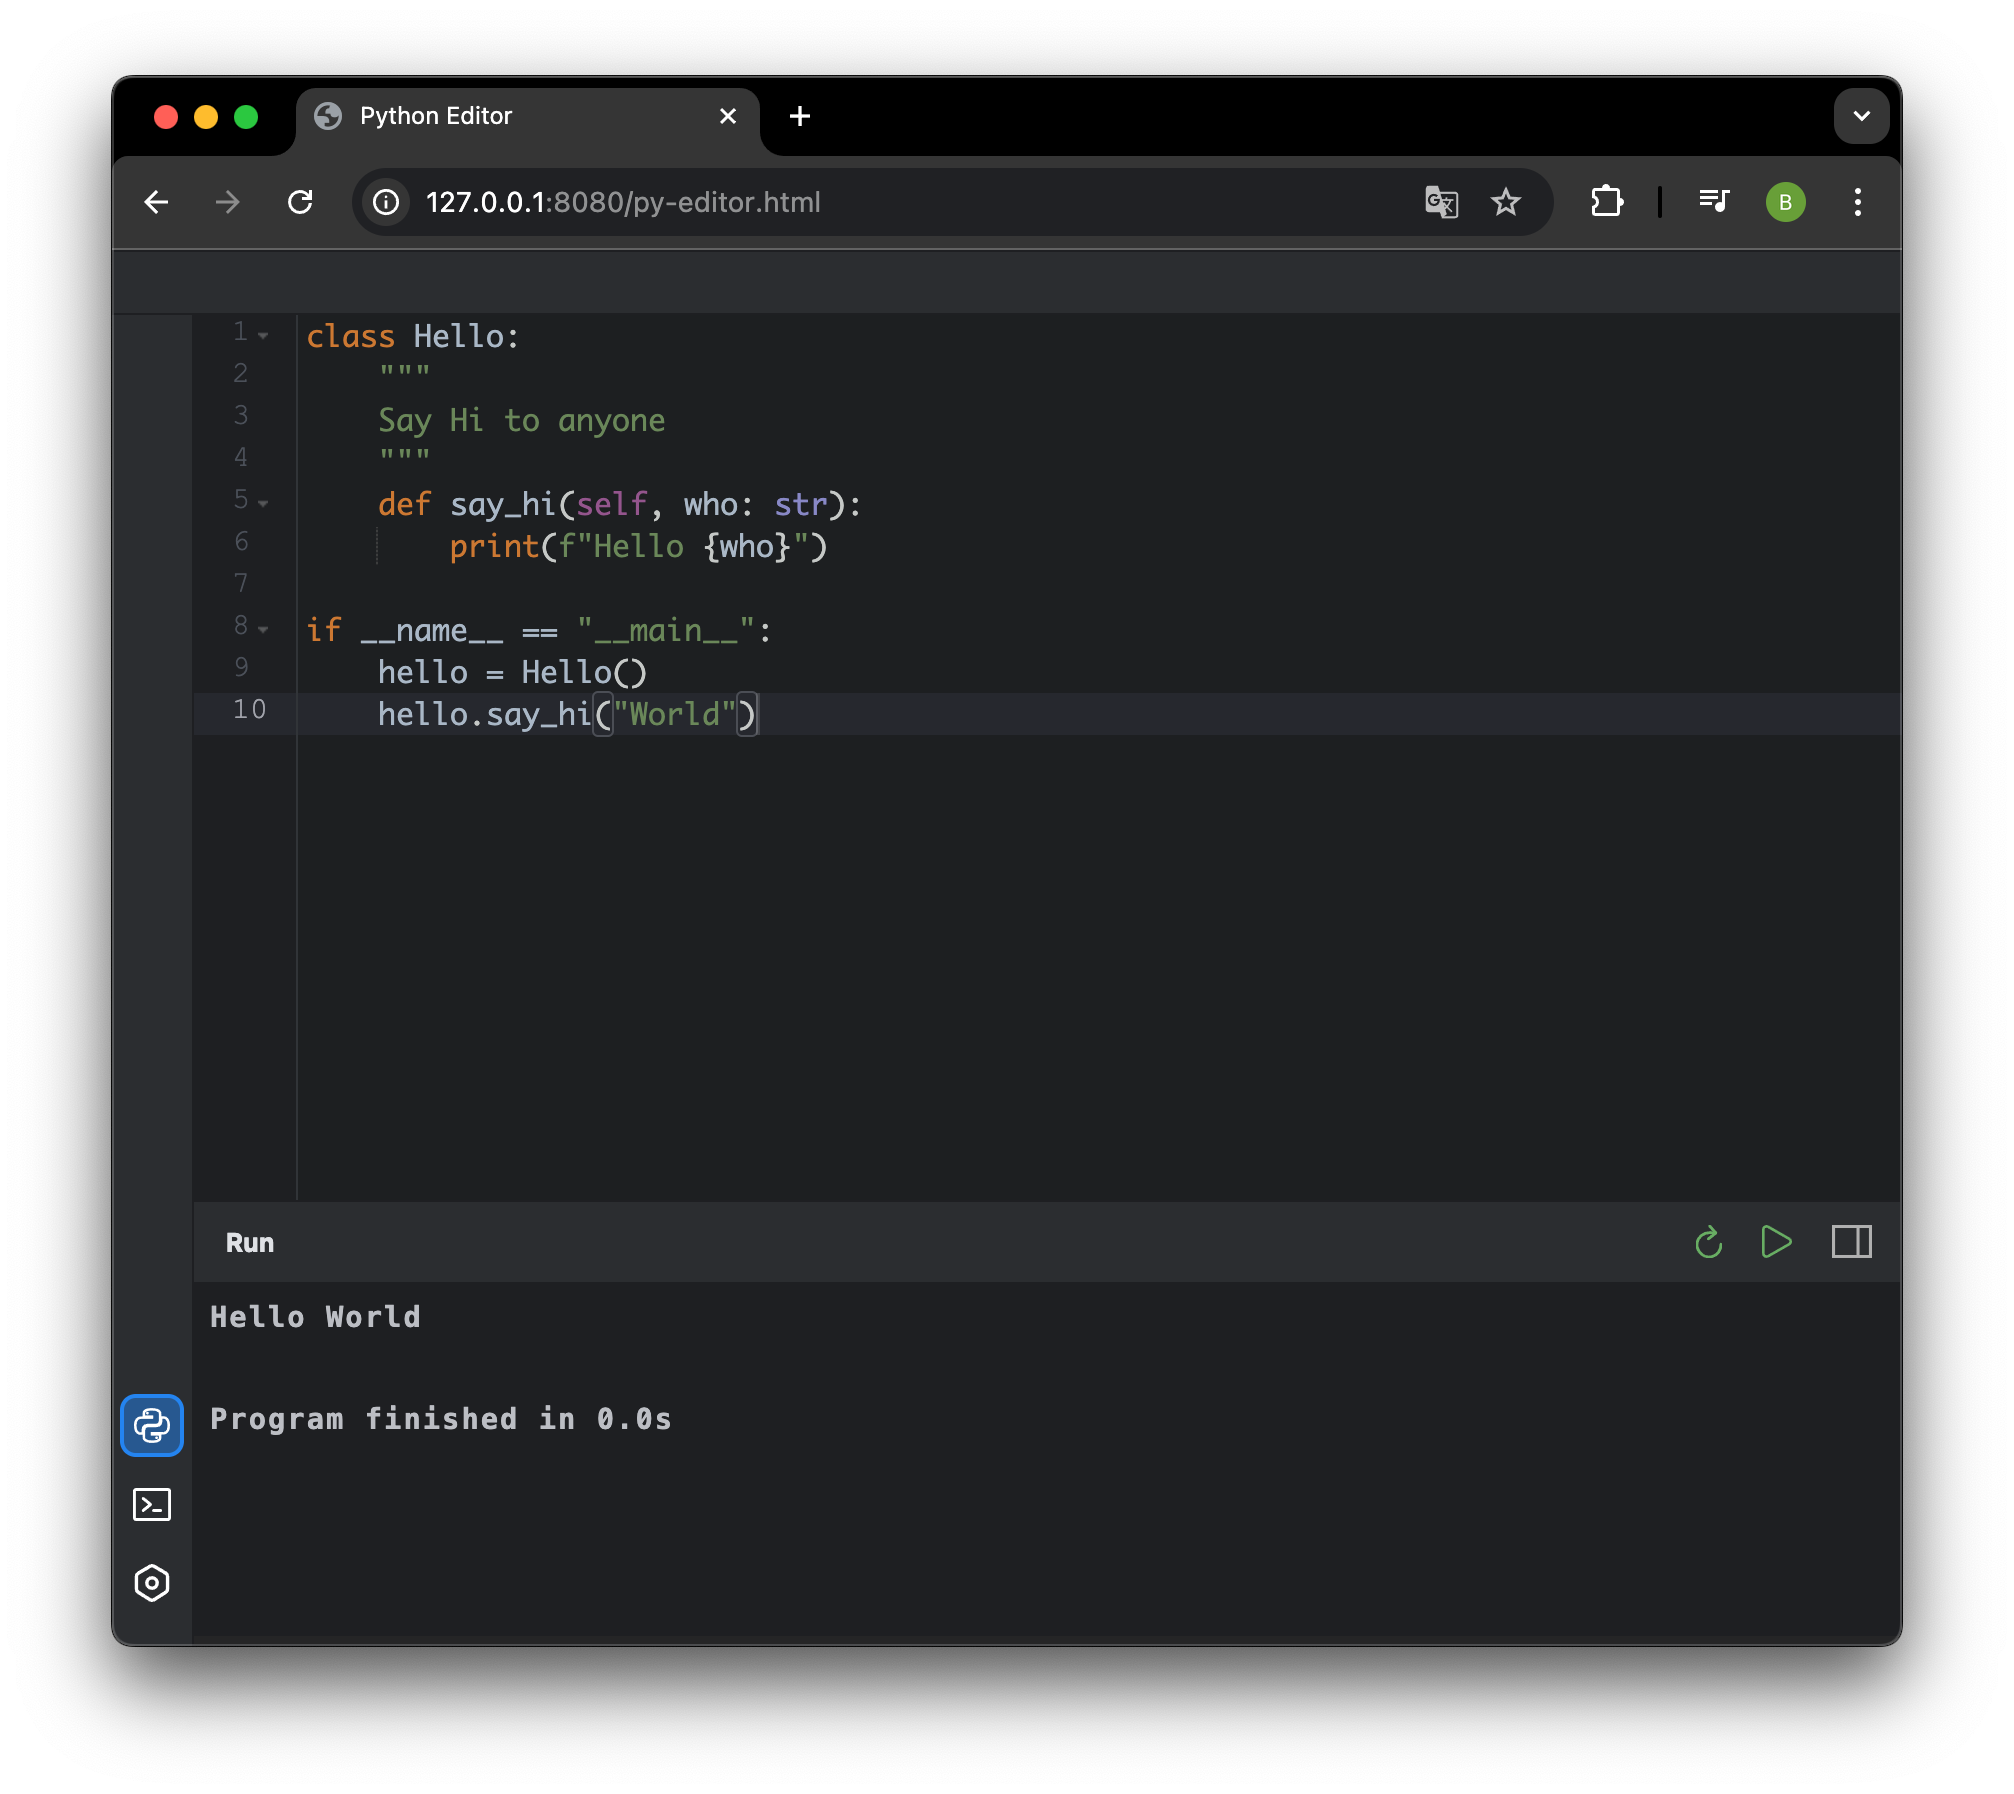 Python Editor
127.0.0.1:8080/py-editor.html
B
1 class Hello:
2     """
3     Say Hi to anyone
4     """
5     def say_hi(self, who: str):
6         print(f"Hello {who}")
7
8 if __name__ == "__main__":
9     hello = Hello()
10     hello.say_hi("World")
Run
Hello World
Program finished in 0.0s